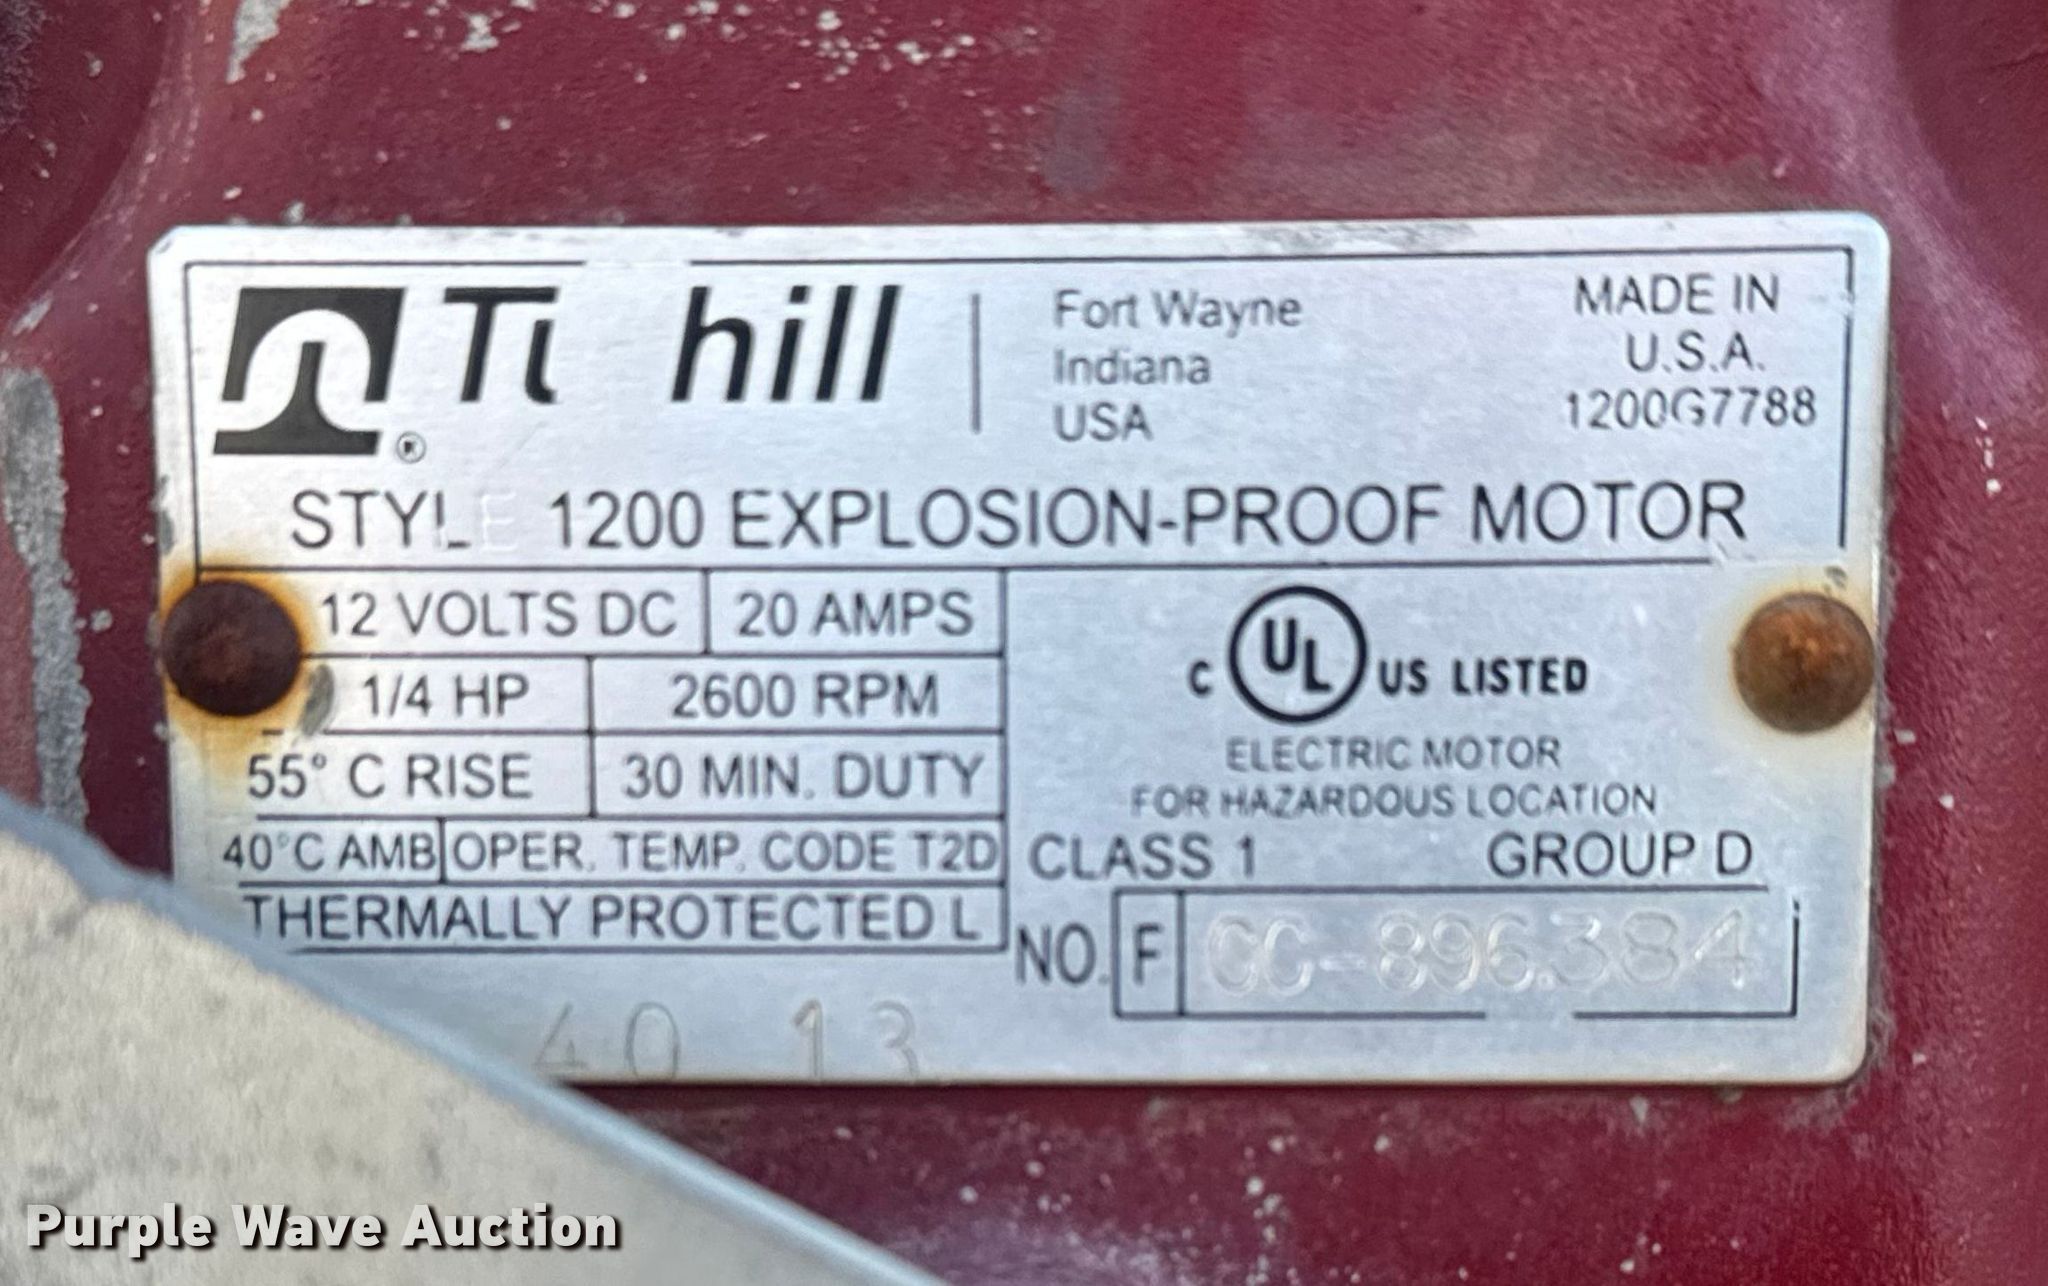 Tu hill
Fort Wayne
Indiana
USA
MADE IN
U.S.A.
1200G7788
®
STYLE 1200 EXPLOSION-PROOF MOTOR
12 VOLTS DC
20 AMPS
1/4 HP
2600 RPM
55° C RISE
30 MIN. DUTY
40°C AMB
OPER. TEMP. CODE T2D
THERMALLY PROTECTED L
C UL US LISTED
ELECTRIC MOTOR
FOR HAZARDOUS LOCATION
CLASS 1 GROUP D
NO. F CC-896384
40 13
Purple Wave Auction